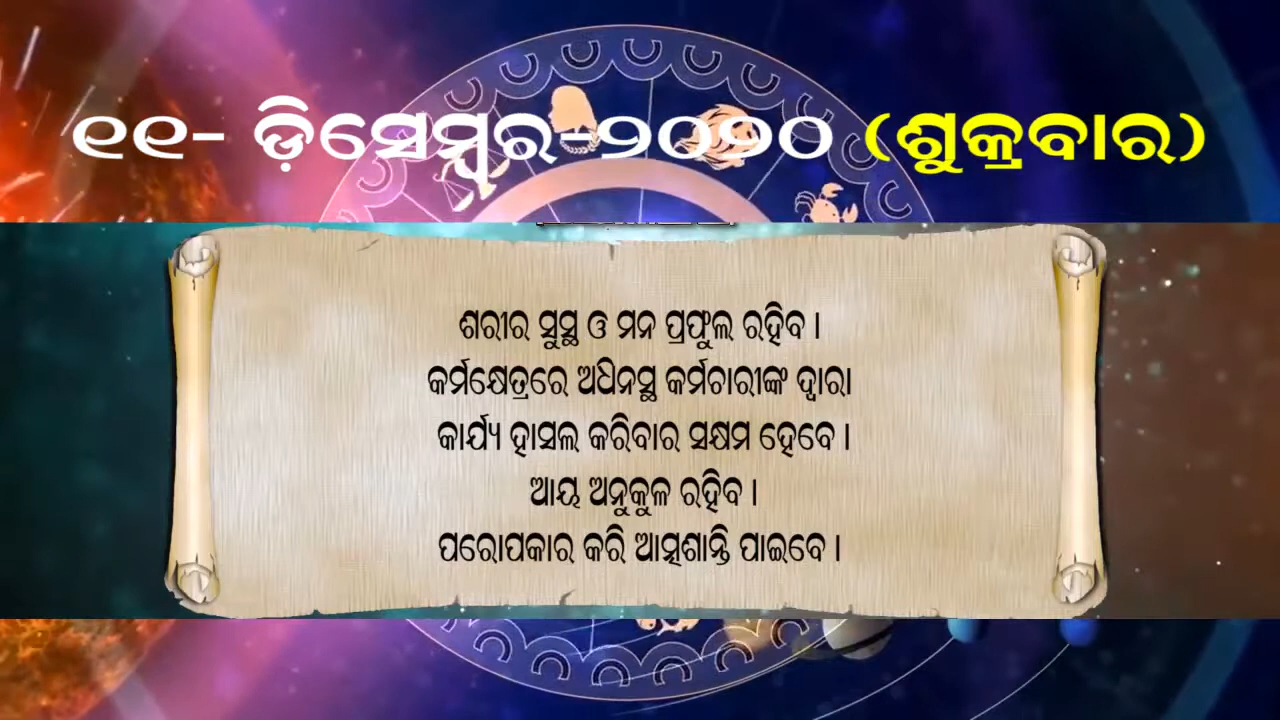 ୧୧- ଡ଼ିସେମ୍ବର-୨୦୨୦ (ଶୁକ୍ରବାର)
ଶରୀର ସୁସ୍ଥ ଓ ମନ ପ୍ରଫୁଲ ରହିବ ।
କର୍ମକ୍ଷେତ୍ରରେ ଅଧିନସ୍ଥ କର୍ମଚାରୀଙ୍କ ଦ୍ୱାରା
କାର୍ଯ୍ୟ ହାସଲ କରିବାର ସକ୍ଷମ ହେବେ ।
ଆୟ ଅନୁକୁଳ ରହିବ ।
ପରୋପକାର କରି ଆତ୍ମଶାନ୍ତି ପାଇବେ ।